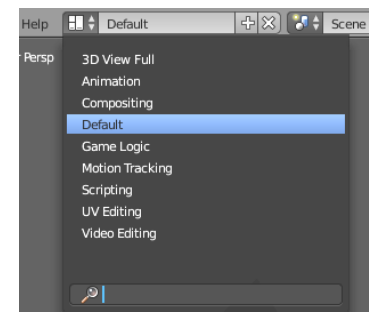 Help Default Scene
Persp
3D View Full
Animation
Compositing
Default
Game Logic
Motion Tracking
Scripting
UV Editing
Video Editing